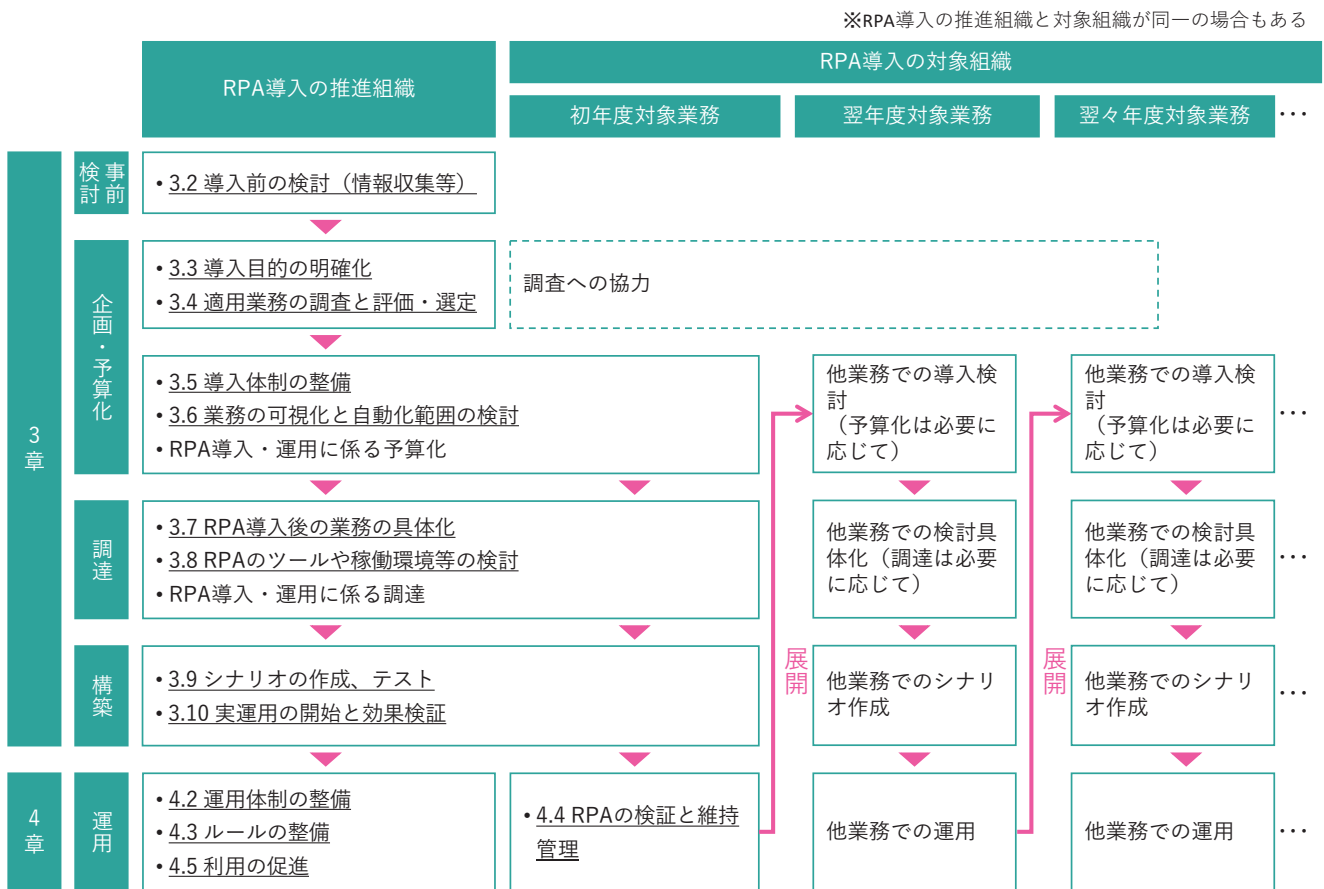 ※RPA導入の推進組織と対象組織が同一の場合もある
RPA導入の推進組織
RPA導入の対象組織
初年度対象業務
翌年度対象業務
翌々年度対象業務
…
3章
事前検討
• 3.2 導入前の検討（情報収集等）
企画・予算化
• 3.3 導入目的の明確化
• 3.4 適用業務の調査と評価・選定
調査への協力
• 3.5 導入体制の整備
• 3.6 業務の可視化と自動化範囲の検討
• RPA導入・運用に係る予算化
他業務での導入検
討
（予算化は必要に
応じて）
他業務での導入検
討
（予算化は必要に
応じて）
…
調達
• 3.7 RPA導入後の業務の具体化
• 3.8 RPAのツールや稼働環境等の検討
• RPA導入・運用に係る調達
他業務での検討具
体化（調達は必要
に応じて）
他業務での検討具
体化（調達は必要
に応じて）
…
構築
• 3.9 シナリオの作成、テスト
• 3.10 実運用の開始と効果検証
展開
他業務でのシナリ
オ作成
展開
他業務でのシナリ
オ作成
…
4章
運用
• 4.2 運用体制の整備
• 4.3 ルールの整備
• 4.5 利用の促進
• 4.4 RPAの検証と維持
管理
他業務での運用
他業務での運用
…